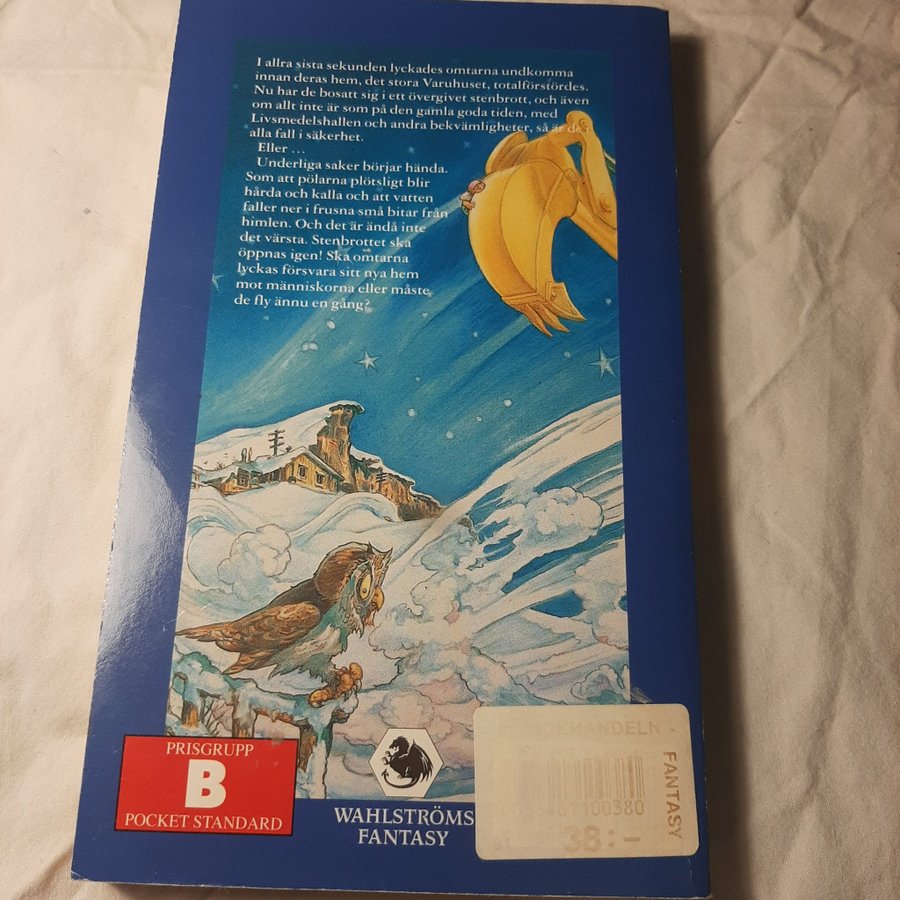 I allra sista sekunden lyckades omtarna undkomma
innan deras hem, det stora Varuhuset, totalförstördes.
Nu har de bosatt sig i ett övergivet stenbrott, och även
om allt inte är som på den gamla goda tiden, med
Livsmedelshallen och andra bekvämligheter, så är de i
alla fall i säkerhet.
Eller ...
Underliga saker börjar hända.
Som att pölarna plötsligt blir
hårda och kalla och att vatten
faller ner i frusna små bitar från
himlen. Och det är ändå inte
det värsta. Stenbrottet ska
öppnas igen! Ska omtarna
lyckas försvara sitt nya hem
mot människorna eller måste
de fly ännu en gång?
PRISGRUPP
B
POCKET STANDARD
WAHLSTRÖMS
FANTASY
KHANDELN -
FANTASY
00380
38:-